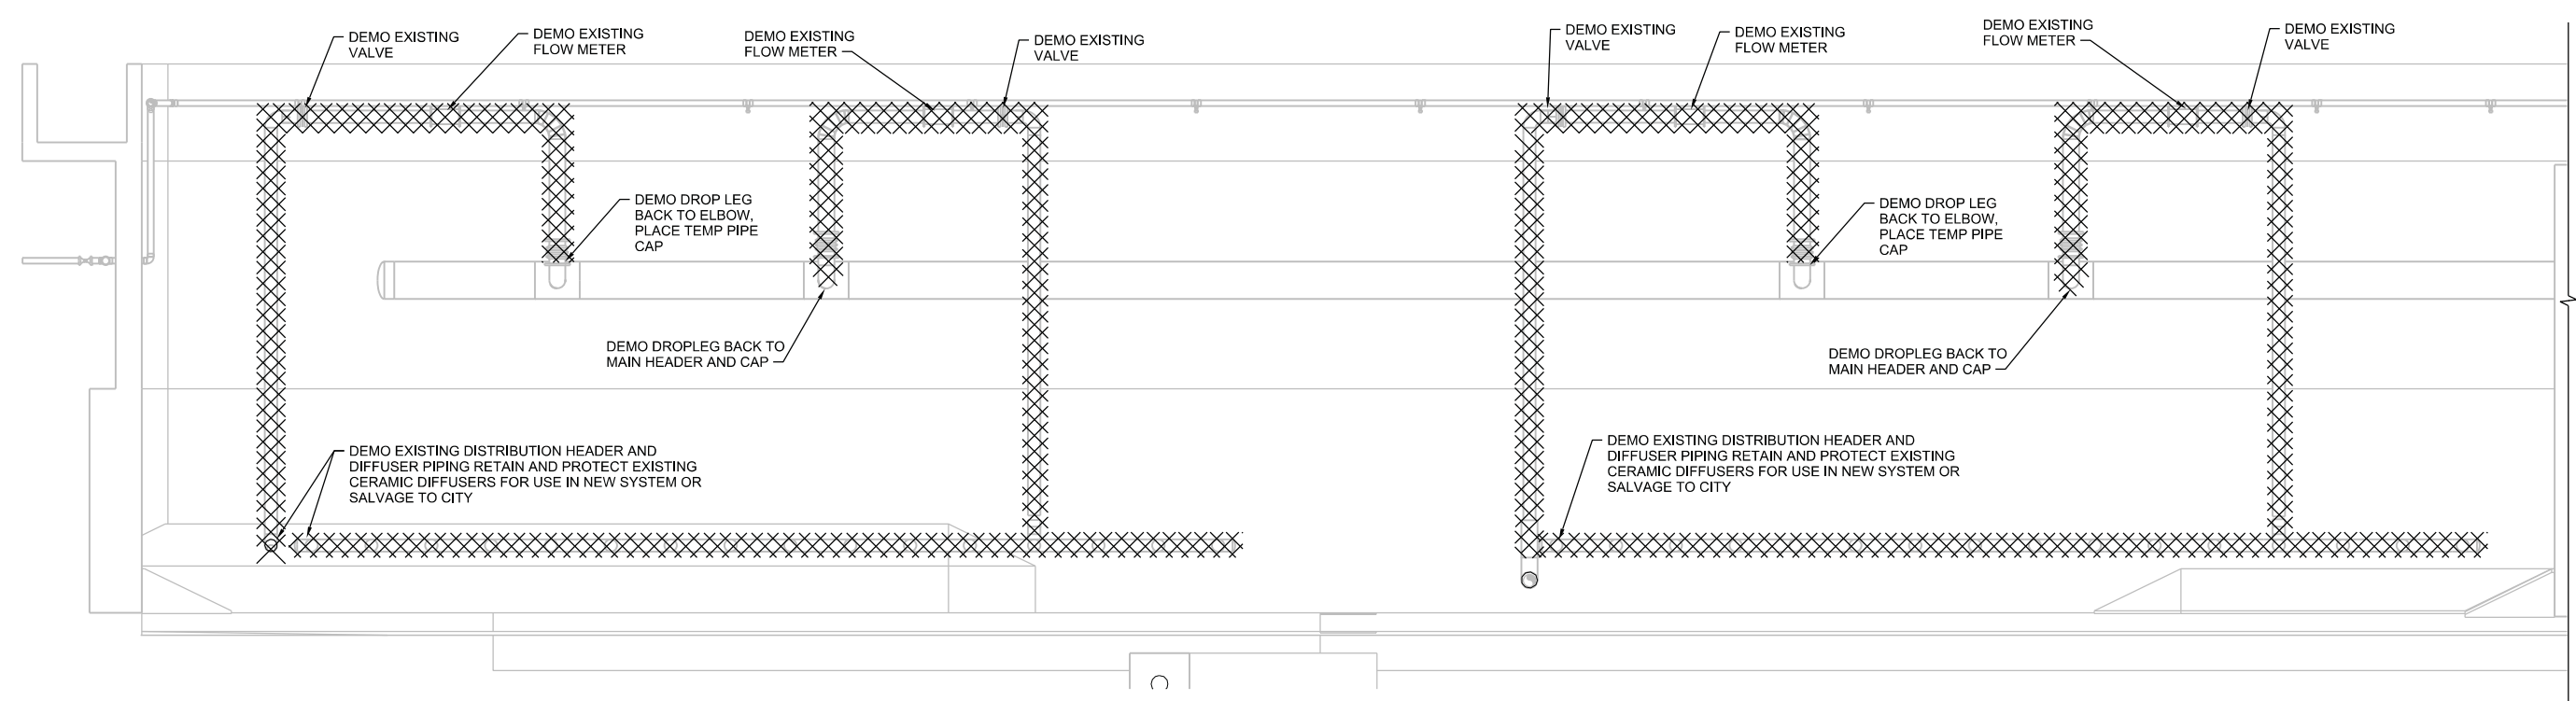 DEMO EXISTING
VALVE
DEMO EXISTING
FLOW METER
DEMO EXISTING
FLOW METER
DEMO EXISTING
VALVE
DEMO EXISTING
VALVE
DEMO EXISTING
FLOW METER
DEMO EXISTING
FLOW METER
DEMO EXISTING
VALVE
DEMO DROP LEG
BACK TO ELBOW,
PLACE TEMP PIPE
CAP
DEMO DROP LEG
BACK TO ELBOW,
PLACE TEMP PIPE
CAP
DEMO DROPLEG BACK TO
MAIN HEADER AND CAP
DEMO DROPLEG BACK TO
MAIN HEADER AND CAP
DEMO EXISTING DISTRIBUTION HEADER AND
DIFFUSER PIPING RETAIN AND PROTECT EXISTING
CERAMIC DIFFUSERS FOR USE IN NEW SYSTEM OR
SALVAGE TO CITY
DEMO EXISTING DISTRIBUTION HEADER AND
DIFFUSER PIPING RETAIN AND PROTECT EXISTING
CERAMIC DIFFUSERS FOR USE IN NEW SYSTEM OR
SALVAGE TO CITY